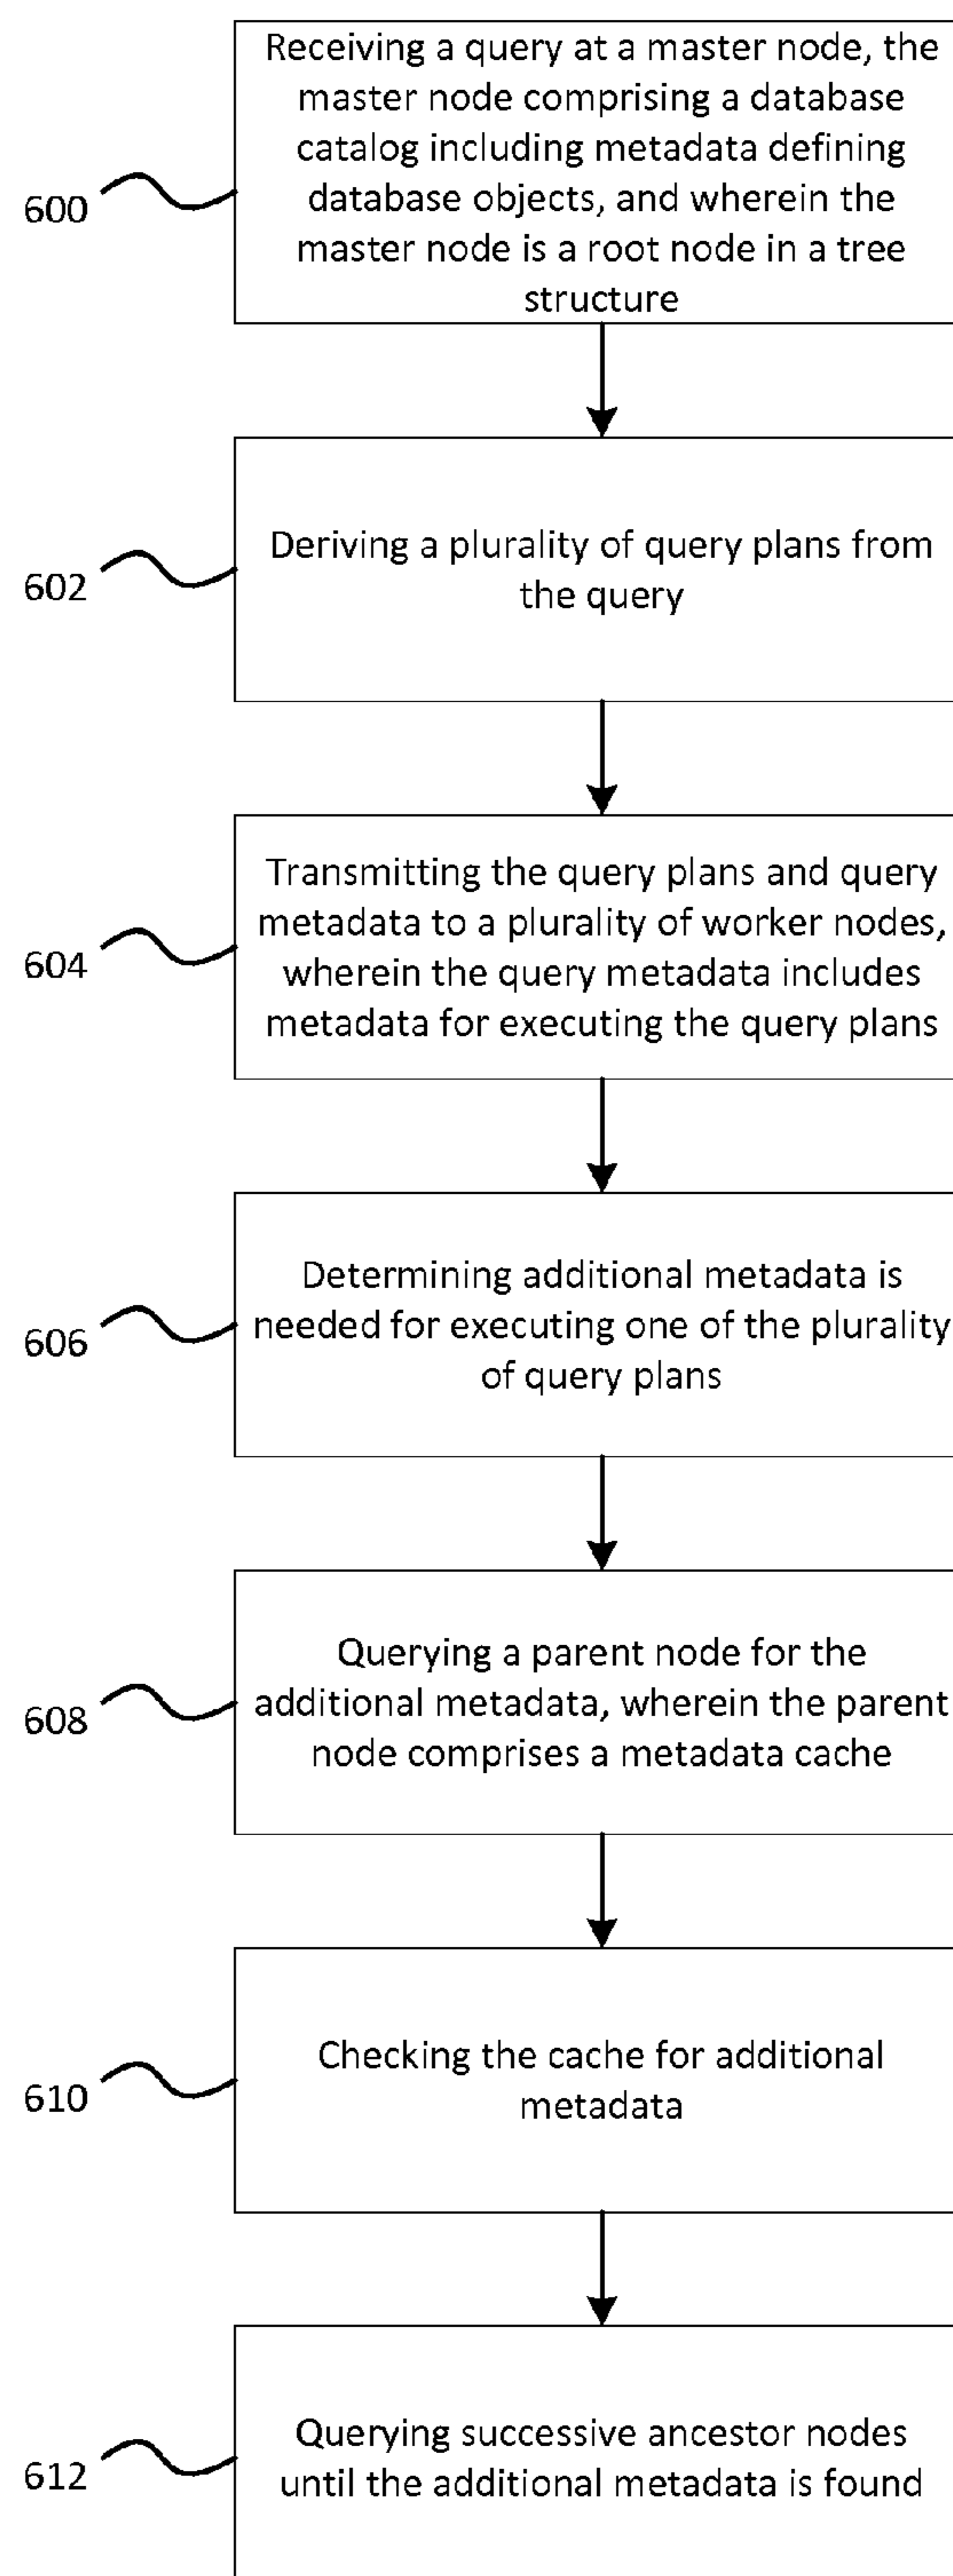 Receiving a query at a master node, the
master node comprising a database
catalog including metadata defining
database objects, and wherein the
master node is a root node in a tree
structure
600
Deriving a plurality of query plans from
the query
602
Transmitting the query plans and query
metadata to a plurality of worker nodes,
wherein the query metadata includes
metadata for executing the query plans
604
Determining additional metadata is
needed for executing one of the plurality
of query plans
606
Querying a parent node for the
additional metadata, wherein the parent
node comprises a metadata cache
608
Checking the cache for additional
metadata
610
Querying successive ancestor nodes
until the additional metadata is found
612